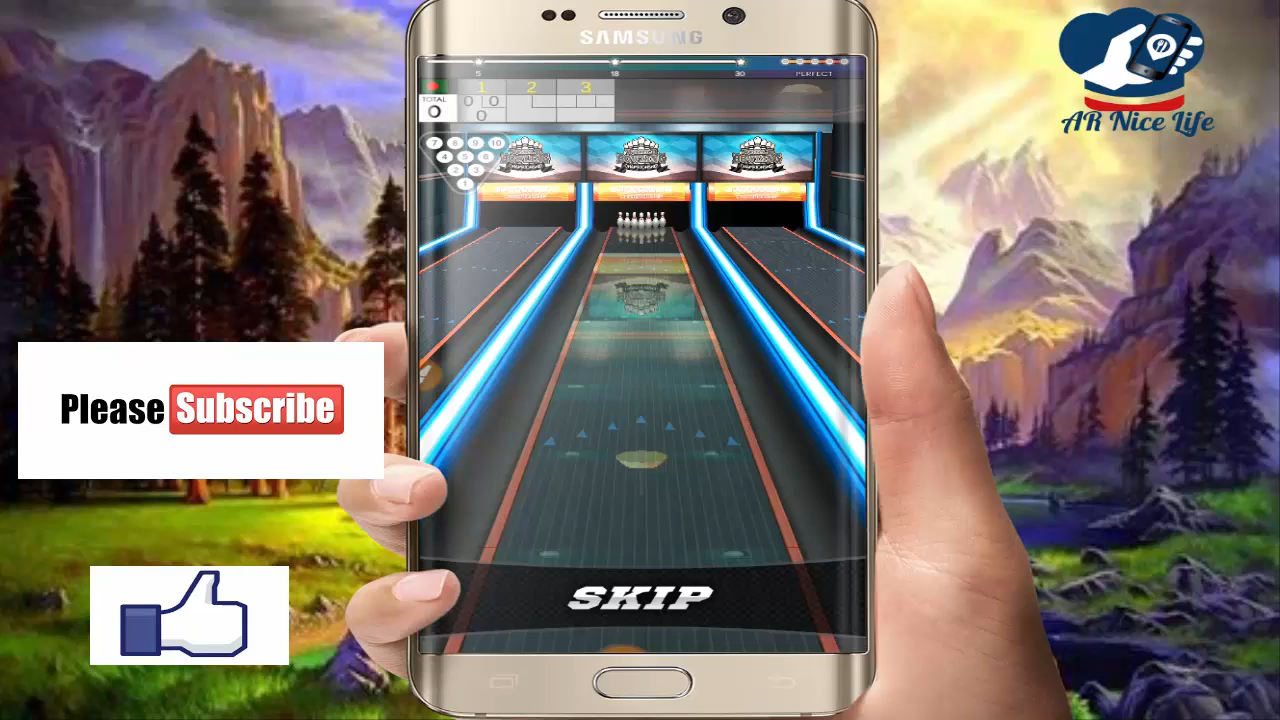 SAMSUNG
5 18 30 PERFECT
1 2 3
TOTAL
0 0
0 0
7 8 9 10
4 5 6
2 3
1
AR Nice Life
Please Subscribe
SKIP